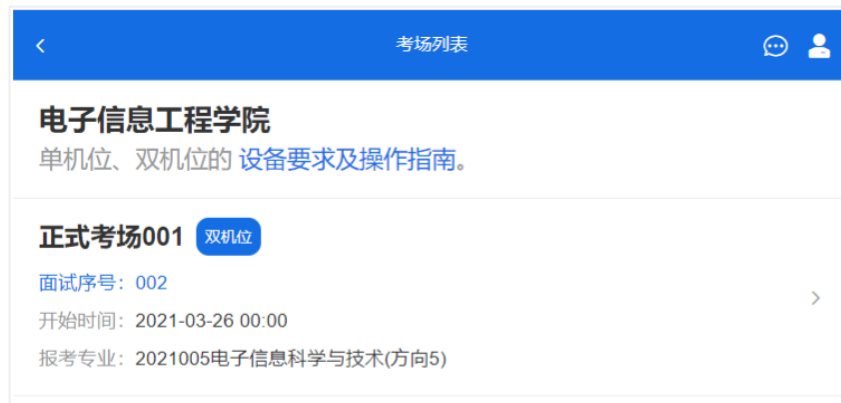 考场列表
电子信息工程学院
单机位、双机位的 设备要求及操作指南。
正式考场001 双机位
面试序号：002
开始时间：2021-03-26 00:00
报考专业：2021005电子信息科学与技术(方向5)